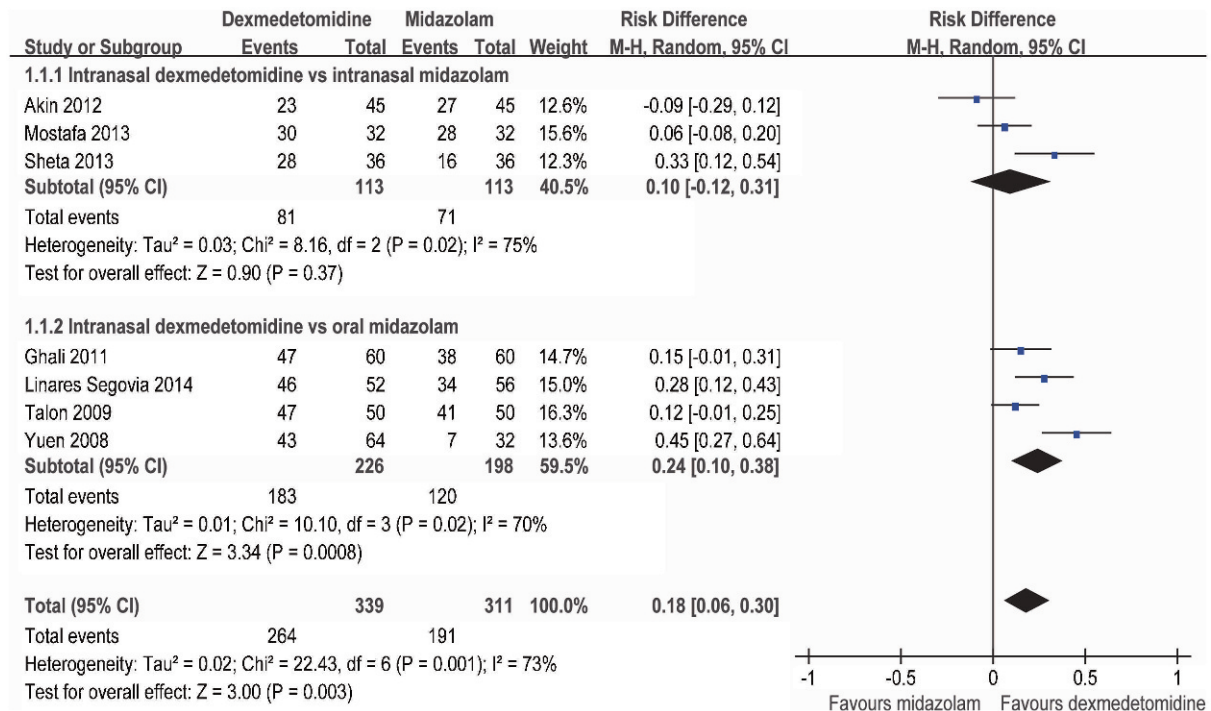 Dexmedetomidine Midazolam Risk Difference Risk Difference
Study or Subgroup Events Total Events Total Weight M-H, Random, 95% CI M-H, Random, 95% CI
1.1.1 Intranasal dexmedetomidine vs intranasal midazolam
Akin 2012 23 45 27 45 12.6% -0.09 [-0.29, 0.12]
Mostafa 2013 30 32 28 32 15.6% 0.06 [-0.08, 0.20]
Sheta 2013 28 36 16 36 12.3% 0.33 [0.12, 0.54]
Subtotal (95% CI) 113 113 40.5% 0.10 [-0.12, 0.31]
Total events 81 71
Heterogeneity: Tau² = 0.03; Chi² = 8.16, df = 2 (P = 0.02); I² = 75%
Test for overall effect: Z = 0.90 (P = 0.37)
1.1.2 Intranasal dexmedetomidine vs oral midazolam
Ghali 2011 47 60 38 60 14.7% 0.15 [-0.01, 0.31]
Linares Segovia 2014 46 52 34 56 15.0% 0.28 [0.12, 0.43]
Talon 2009 47 50 41 50 16.3% 0.12 [-0.01, 0.25]
Yuen 2008 43 64 7 32 13.6% 0.45 [0.27, 0.64]
Subtotal (95% CI) 226 198 59.5% 0.24 [0.10, 0.38]
Total events 183 120
Heterogeneity: Tau² = 0.01; Chi² = 10.10, df = 3 (P = 0.02); I² = 70%
Test for overall effect: Z = 3.34 (P = 0.0008)
Total (95% CI) 339 311 100.0% 0.18 [0.06, 0.30]
Total events 264 191
Heterogeneity: Tau² = 0.02; Chi² = 22.43, df = 6 (P = 0.001); I² = 73%
Test for overall effect: Z = 3.00 (P = 0.003)
-1 -0.5 0 0.5 1
Favours midazolam Favours dexmedetomidine